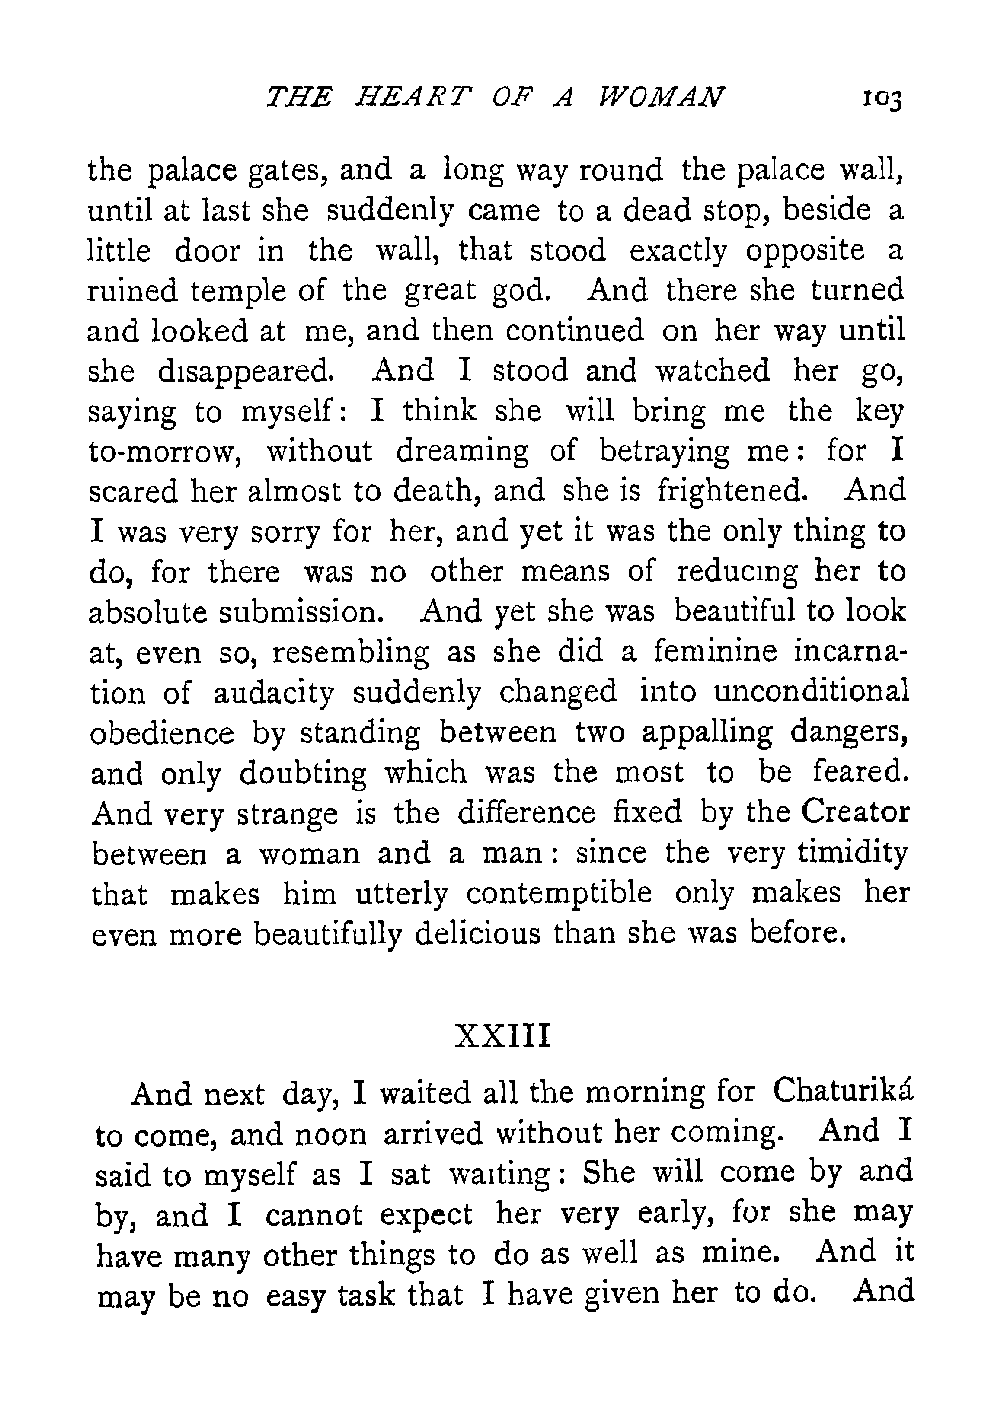 THE HEART OF A WOMAN 103
the palace gates, and a long way round the palace wall,
until at last she suddenly came to a dead stop, beside a
little door in the wall, that stood exactly opposite a
ruined temple of the great god. And there she turned
and looked at me, and then continued on her way until
she disappeared. And I stood and watched her go,
saying to myself: I think she will bring me the key
to-morrow, without dreaming of betraying me: for I
scared her almost to death, and she is frightened. And
I was very sorry for her, and yet it was the only thing to
do, for there was no other means of reducing her to
absolute submission. And yet she was beautiful to look
at, even so, resembling as she did a feminine incarna-
tion of audacity suddenly changed into unconditional
obedience by standing between two appalling dangers,
and only doubting which was the most to be feared.
And very strange is the difference fixed by the Creator
between a woman and a man: since the very timidity
that makes him utterly contemptible only makes her
even more beautifully delicious than she was before.
XXIII
And next day, I waited all the morning for Chaturiká
to come, and noon arrived without her coming. And I
said to myself as I sat waiting: She will come by and
by, and I cannot expect her very early, for she may
have many other things to do as well as mine. And it
may be no easy task that I have given her to do. And